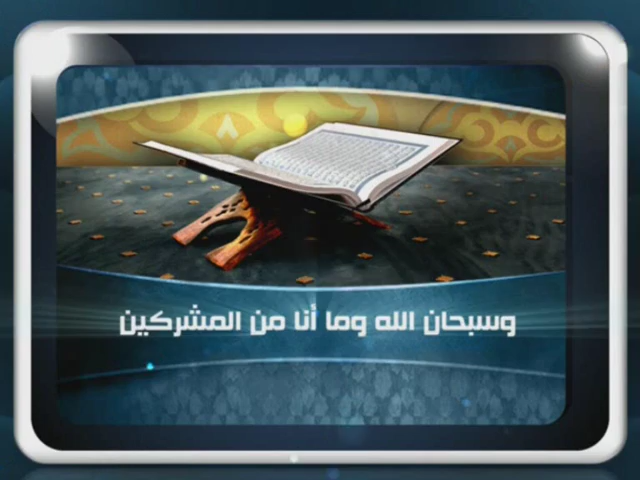 وسبحان الله وما أنا من المشركين